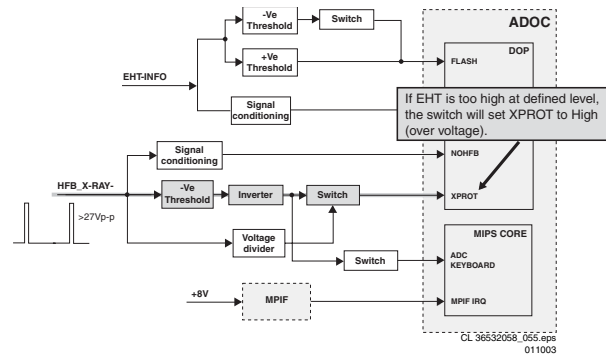 ADOC
DOP
-Ve
Threshold
Switch
+Ve
Threshold
FLASH
EHT-INFO
Signal
conditioning
If EHT is too high at defined level,
the switch will set XPROT to High
(over voltage).
Signal
conditioning
NOHFB
HFB_X-RAY-
-Ve
Threshold
Inverter
Switch
XPROT
>27Vp-p
Voltage
divider
Switch
MIPS CORE
ADC
KEYBOARD
+8V
MPIF
MPIF IRQ
CL 36532058_055.eps
011003